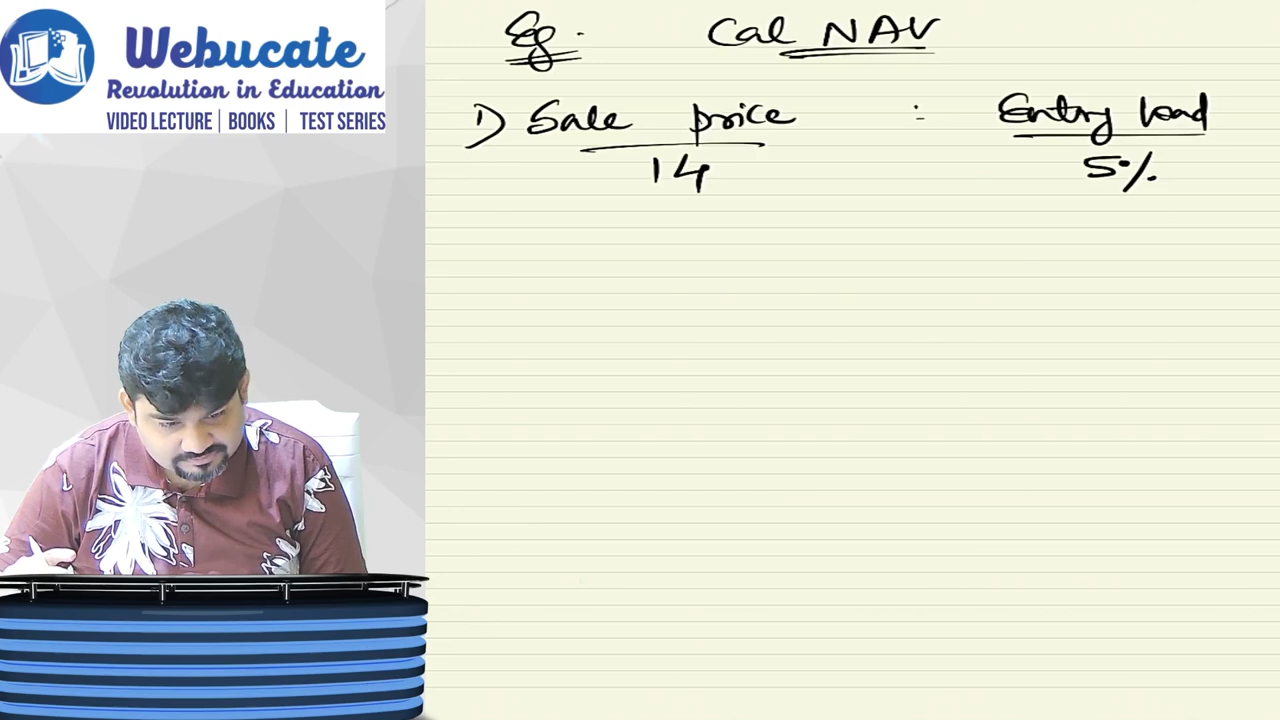 Webucate
Revolution in Education
VIDEO LECTURE | BOOKS | TEST SERIES
Eg. Cal NAV
1) Sale price : Entry load
14 5%